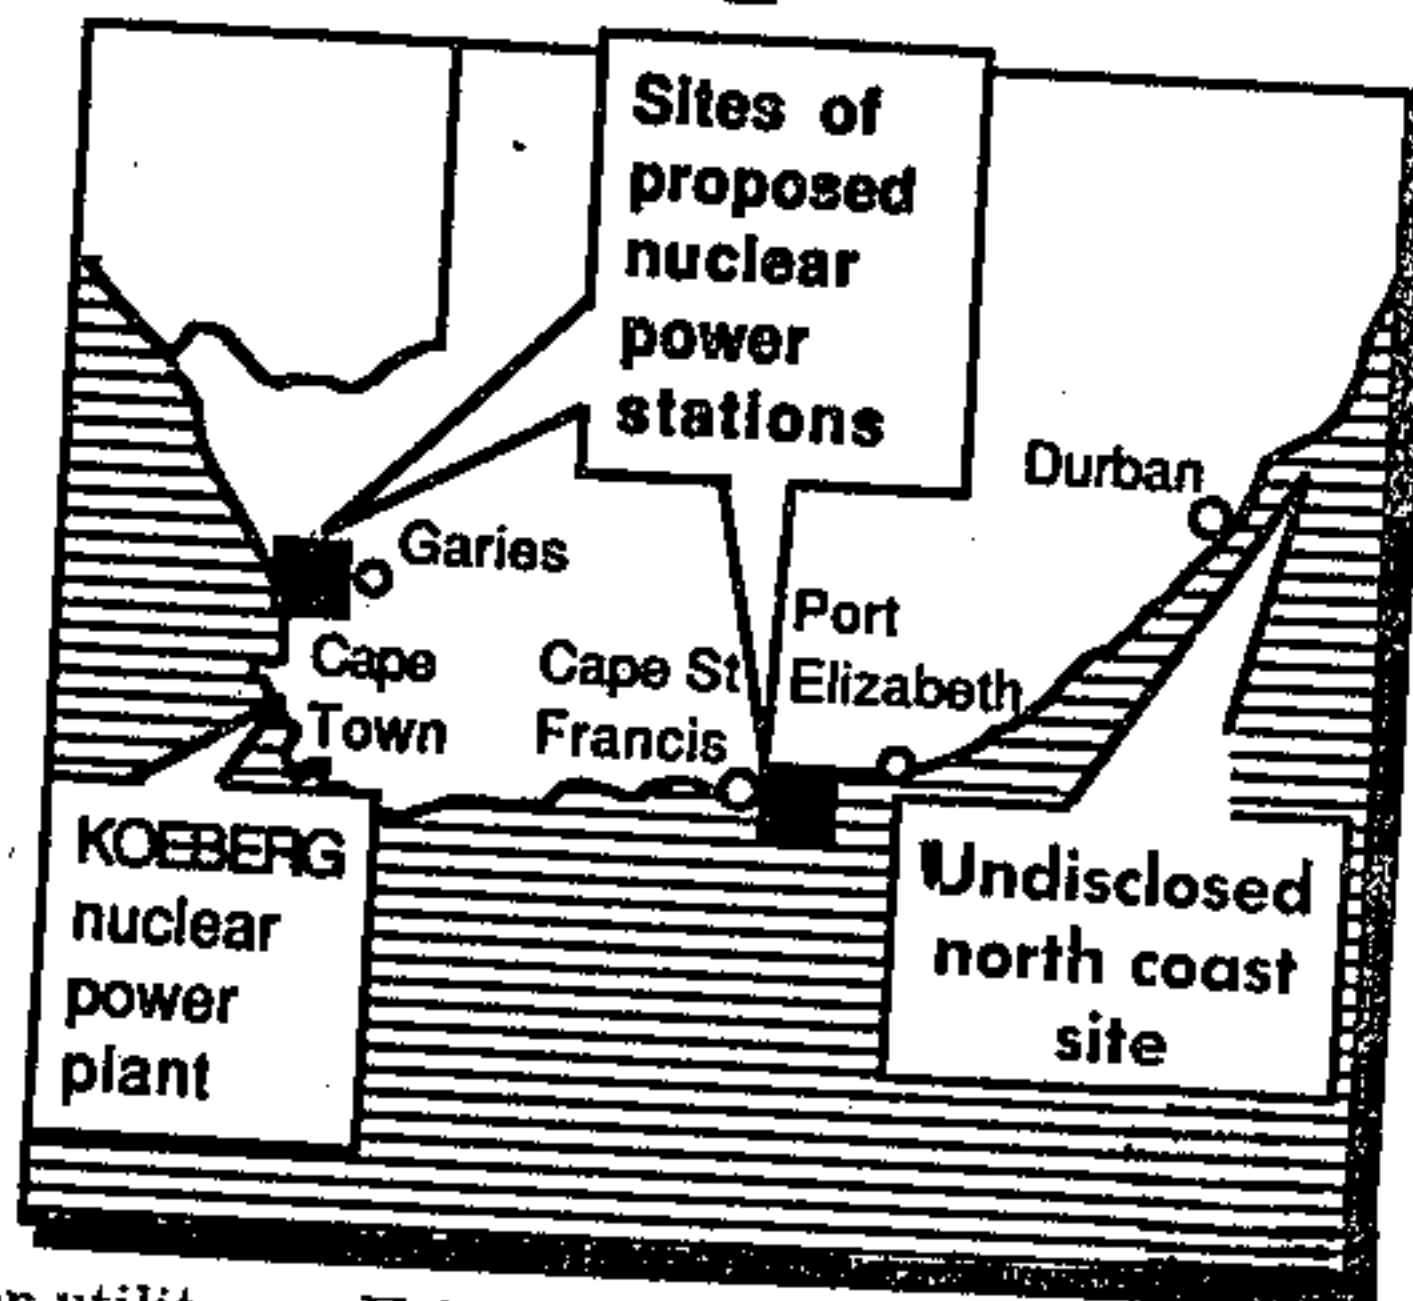 Sites of
proposed
nuclear
power
stations
Durban
Garies
Port
Elizabeth
Cape St
Francis
Cape
Town
KOEBERG
nuclear
power
plant
Undisclosed
north coast
site